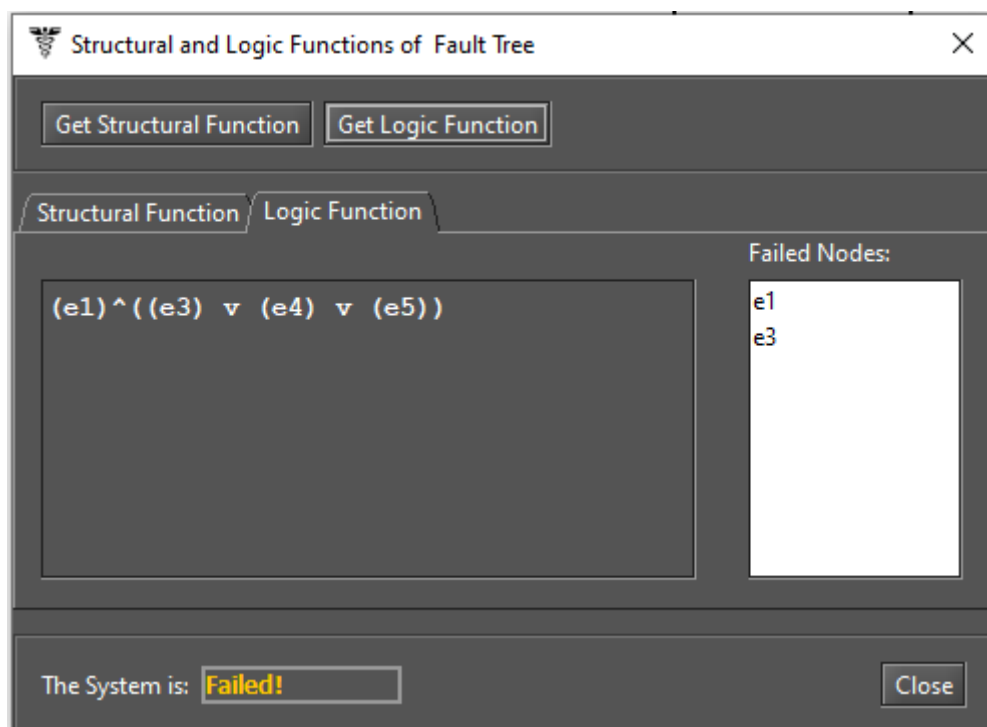 Structural and Logic Functions of  Fault Tree
Get Structural Function Get Logic Function
Structural Function Logic Function
Failed Nodes:
(e1)^((e3) v (e4) v (e5))
e1
e3
The System is: Failed!
Close